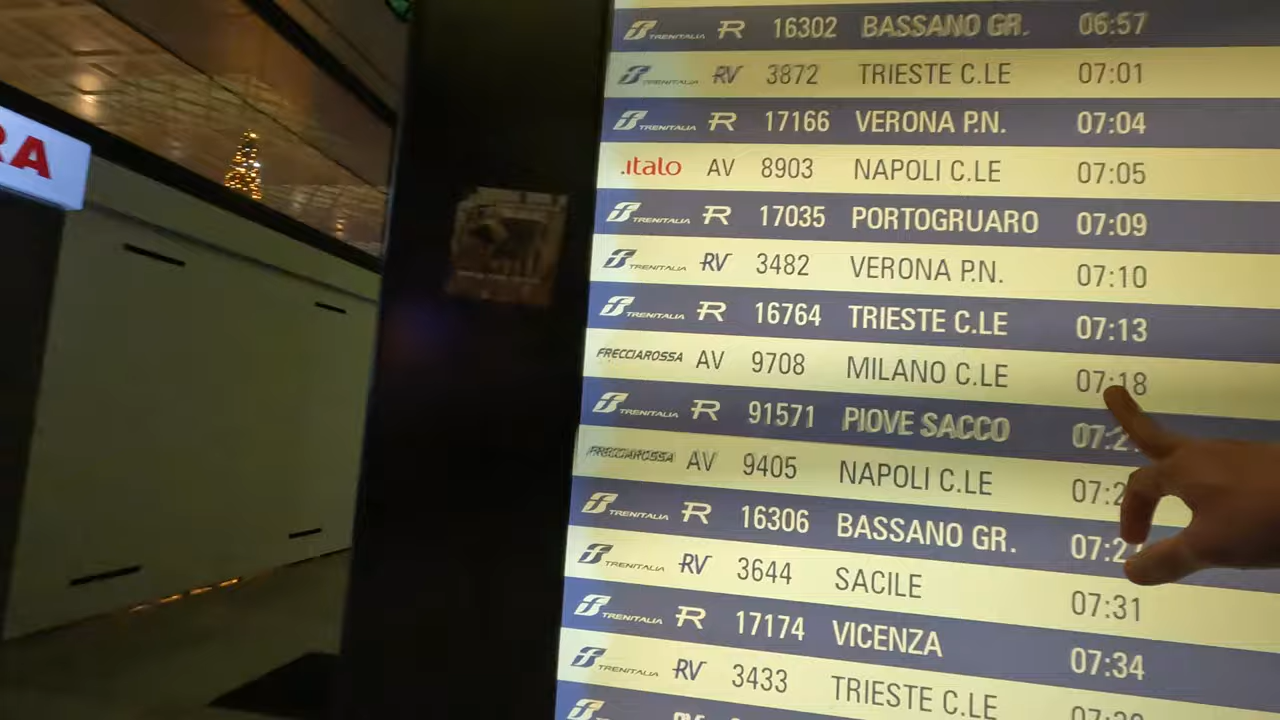 RA
TRENITALIA R 16302 BASSANO GR. 06:57
TRENITALIA RV 3872 TRIESTE C.LE 07:01
TRENITALIA R 17166 VERONA P.N. 07:04
.italo AV 8903 NAPOLI C.LE 07:05
TRENITALIA R 17035 PORTOGRUARO 07:09
TRENITALIA RV 3482 VERONA P.N. 07:10
TRENITALIA R 16764 TRIESTE C.LE 07:13
FRECCIAROSSA AV 9708 MILANO C.LE 07:18
TRENITALIA R 91571 PIOVE SACCO
FRECCIAROSSA AV 9405 NAPOLI C.LE
TRENITALIA R 16306 BASSANO GR.
TRENITALIA RV 3644 SACILE 07:31
TRENITALIA R 17174 VICENZA 07:34
TRENITALIA RV 3433 TRIESTE C.LE